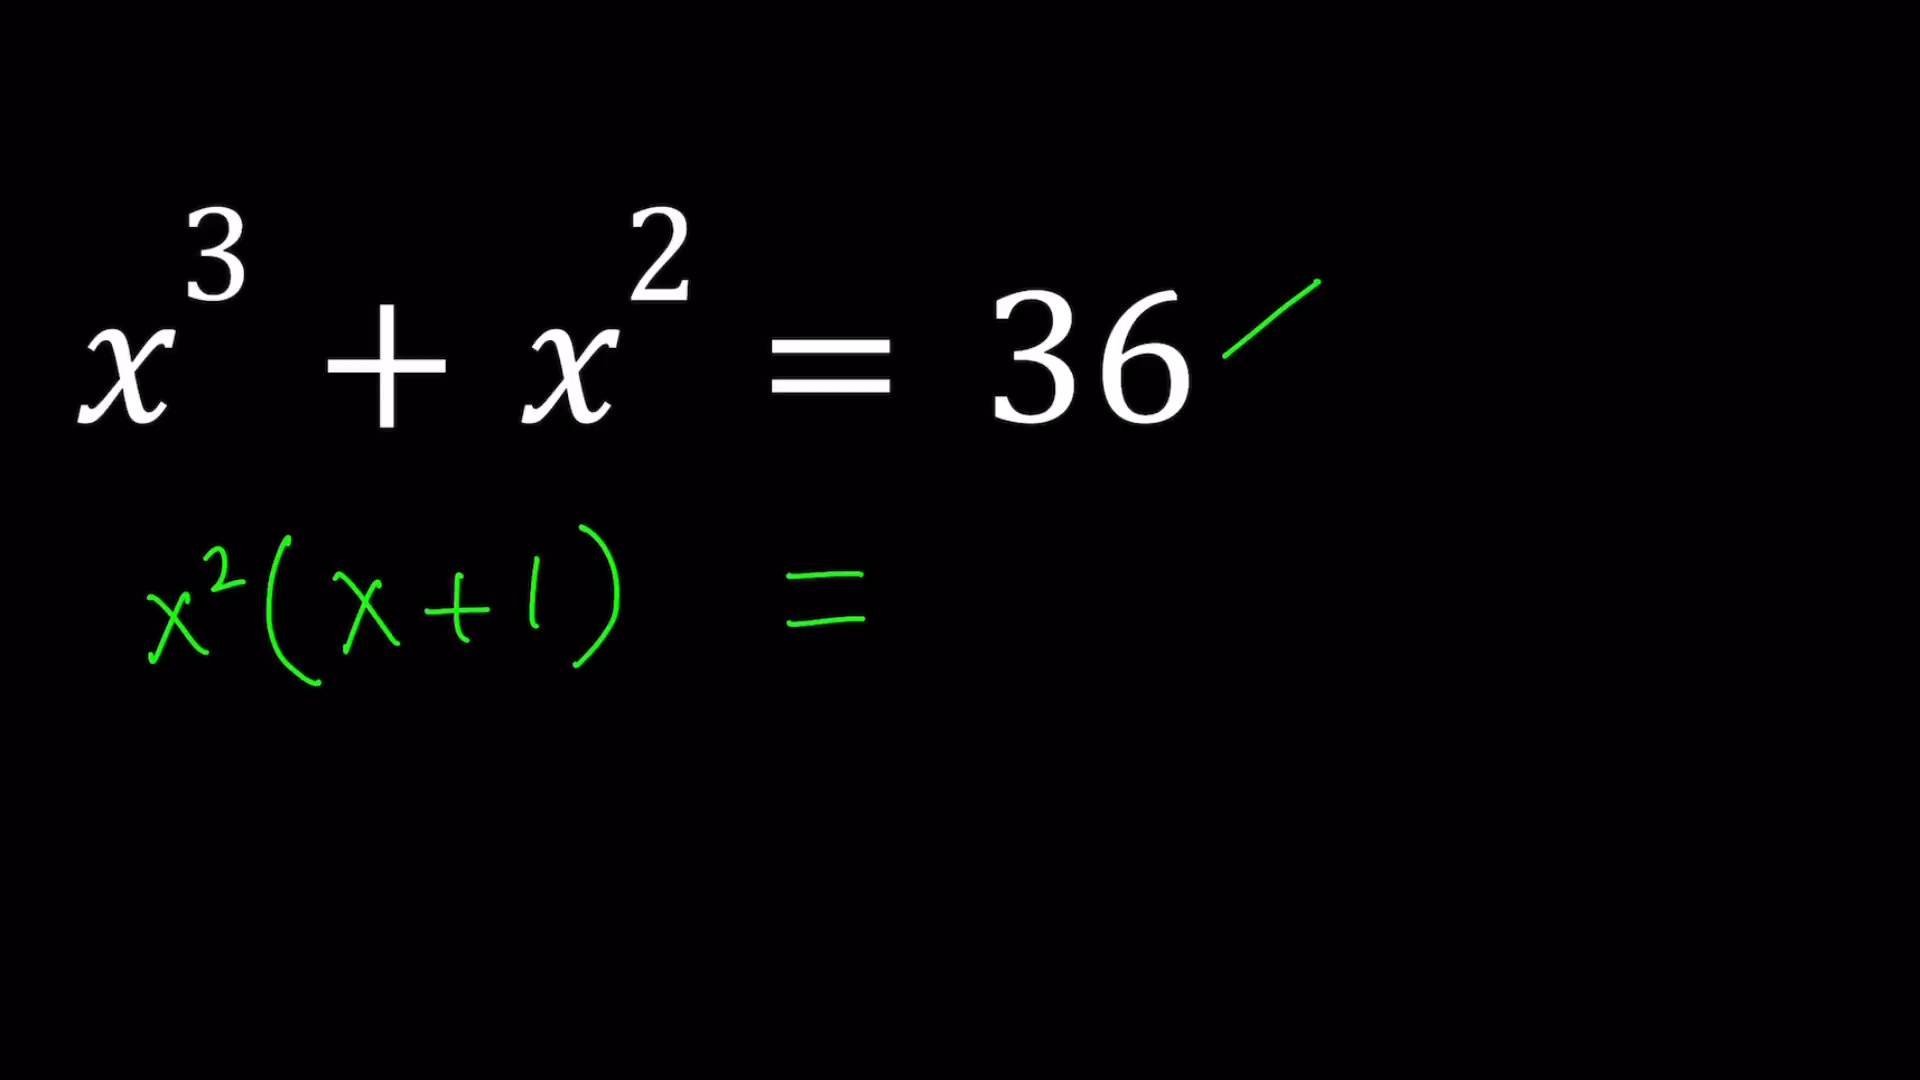 x³ + x² = 36
x²(x+1) =